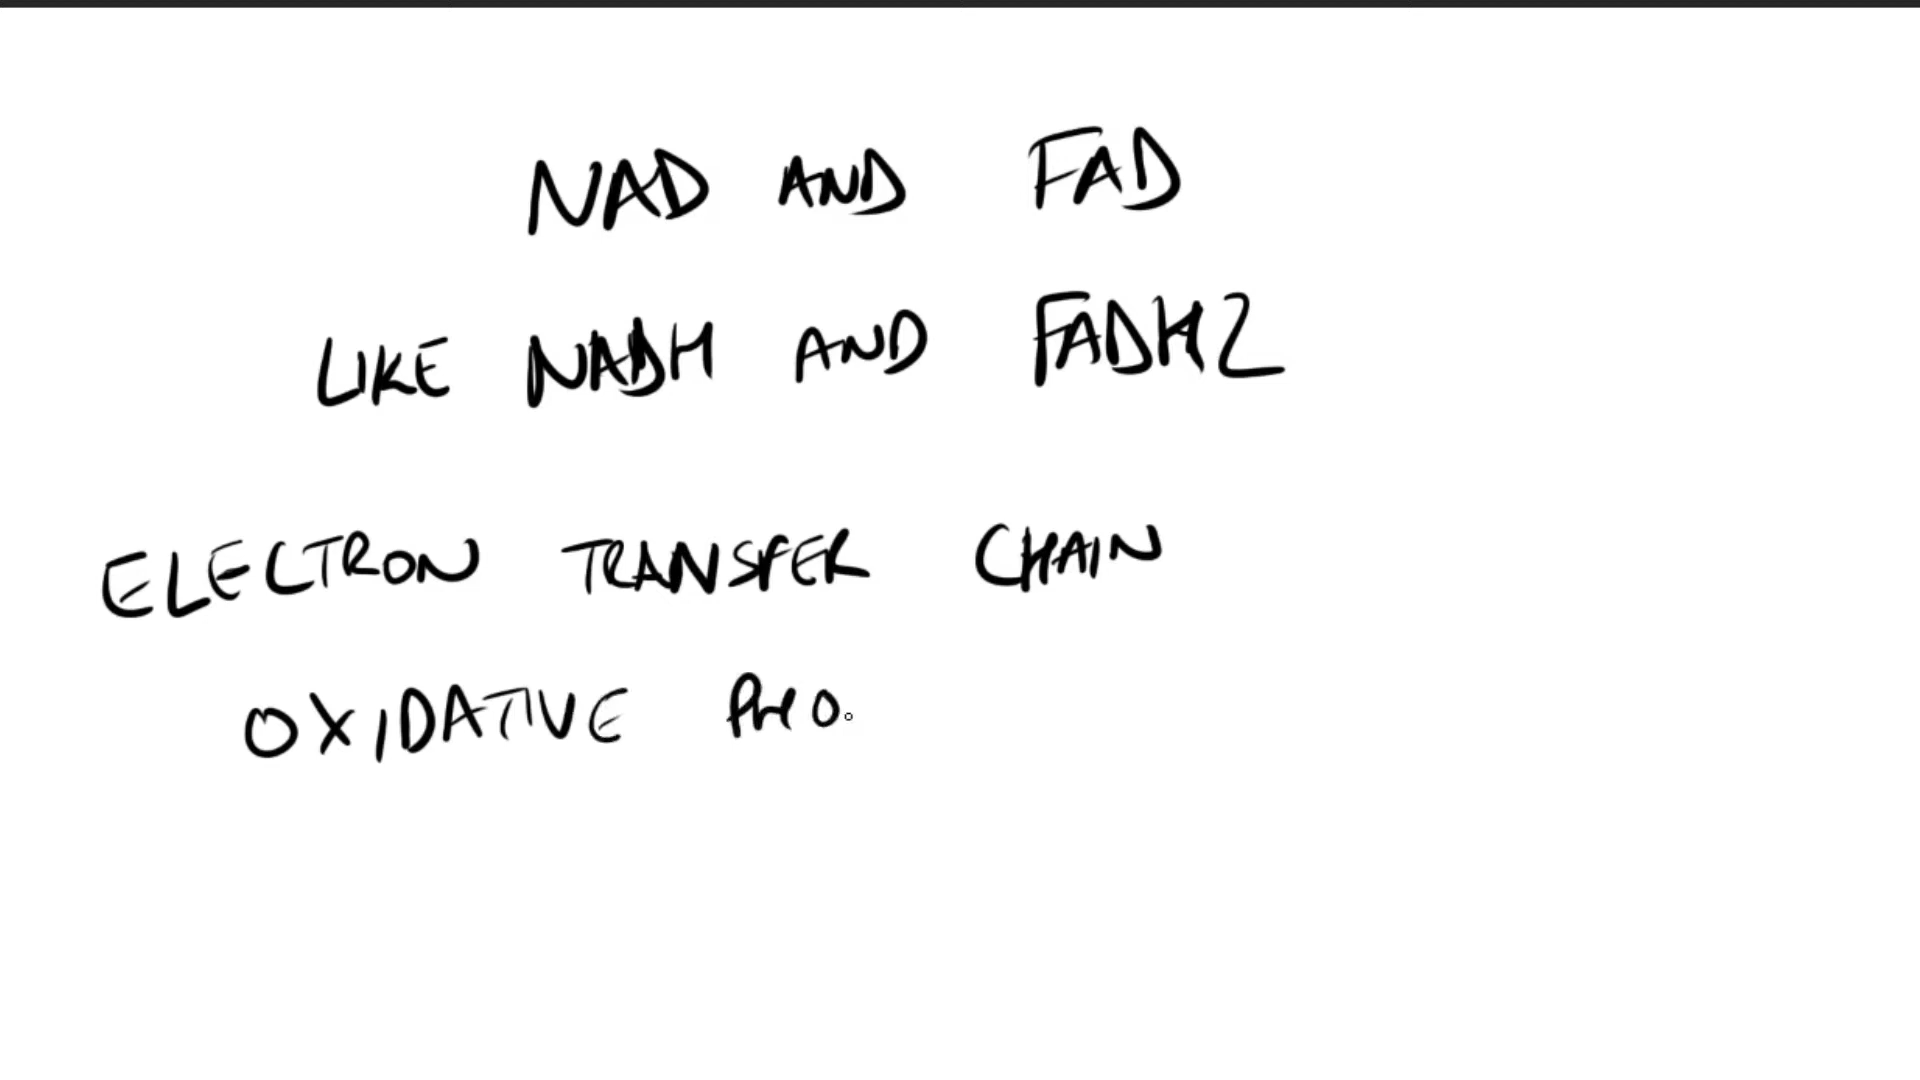 NAD AND FAD
LIKE NADH AND FADH2
ELECTRON TRANSFER CHAIN
OXIDATIVE PHO